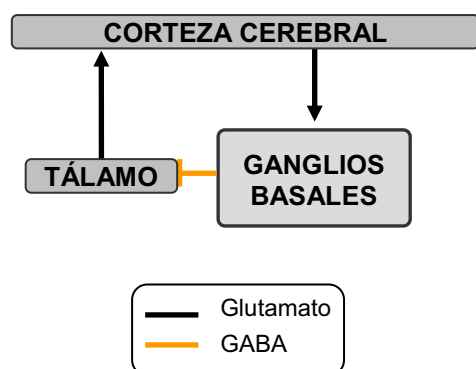 CORTEZA CEREBRAL
TÁLAMO
GANGLIOS
BASALES
Glutamato
GABA